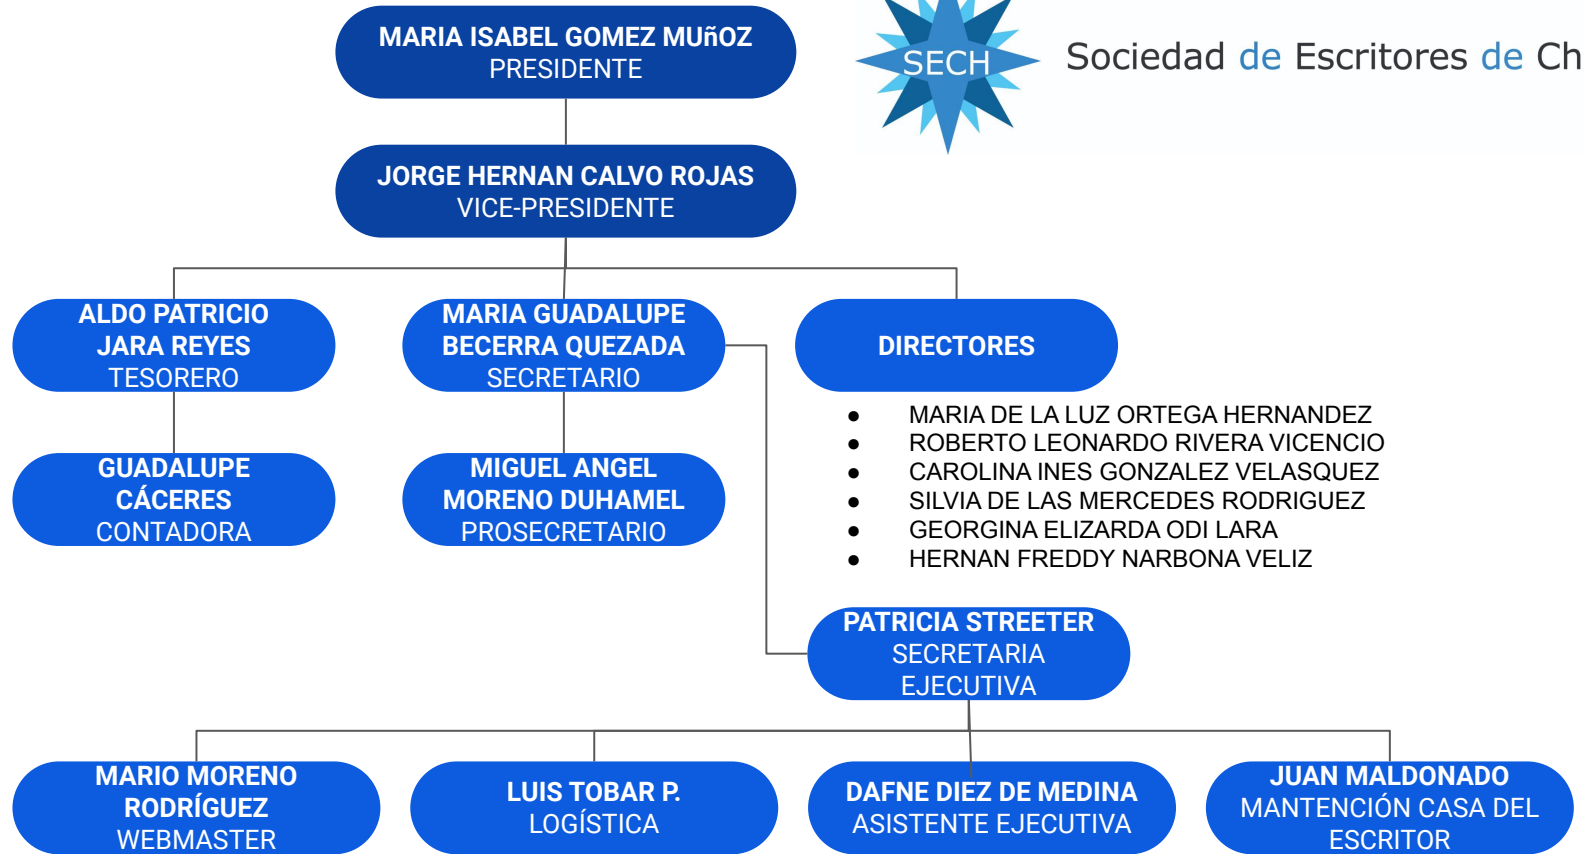 MARIA ISABEL GOMEZ MUñOZ
PRESIDENTE
SECH
Sociedad de Escritores de Ch
JORGE HERNAN CALVO ROJAS
VICE-PRESIDENTE
ALDO PATRICIO
JARA REYES
TESORERO
MARIA GUADALUPE
BECERRA QUEZADA
SECRETARIO
DIRECTORES
● MARIA DE LA LUZ ORTEGA HERNANDEZ
● ROBERTO LEONARDO RIVERA VICENCIO
● CAROLINA INES GONZALEZ VELASQUEZ
● SILVIA DE LAS MERCEDES RODRIGUEZ
● GEORGINA ELIZARDA ODI LARA
● HERNAN FREDDY NARBONA VELIZ
GUADALUPE
CÁCERES
CONTADORA
MIGUEL ANGEL
MORENO DUHAMEL
PROSECRETARIO
PATRICIA STREETER
SECRETARIA
EJECUTIVA
MARIO MORENO
RODRÍGUEZ
WEBMASTER
LUIS TOBAR P.
LOGÍSTICA
DAFNE DIEZ DE MEDINA
ASISTENTE EJECUTIVA
JUAN MALDONADO
MANTENCIÓN CASA DEL
ESCRITOR